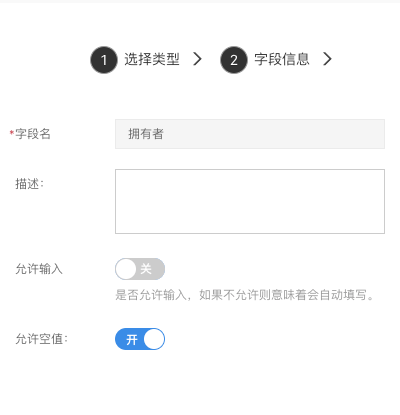 1 选择类型 2 字段信息
*字段名 拥有者
描述:
允许输入 关
是否允许输入，如果不允许则意味着会自动填写。
允许空值: 开